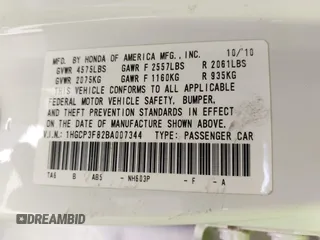 MFD. BY HONDA OF AMERICA MFG., INC. 10/10
GVWR 4575LBS GAWR F 2557LBS R 2061LBS
GVWR 2075KG GAWR F 1160KG R 935KG
THIS VEHICLE CONFORMS TO ALL APPLICABLE
FEDERAL MOTOR VEHICLE SAFETY, BUMPER,
AND THEFT PREVENTION STANDARDS IN EFFECT
ON THE DATE OF MANUFACTURE SHOWN ABOVE.
V.I.N.: 1HGCP3F82BA007344 TYPE: PASSENGER CAR
TA6 B AB5 - NH603P - F - A
DREAMBID